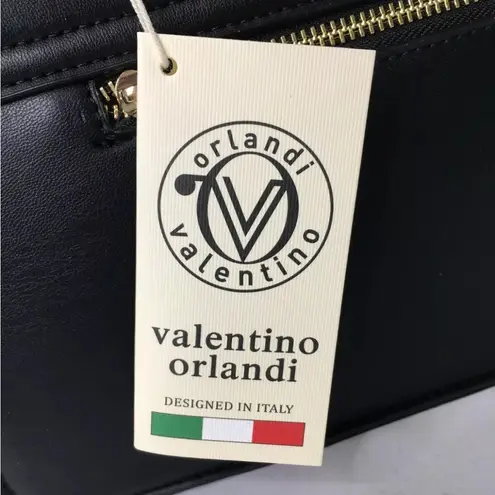 orlandi
V
valentino
valentino
orlandi
DESIGNED IN ITALY